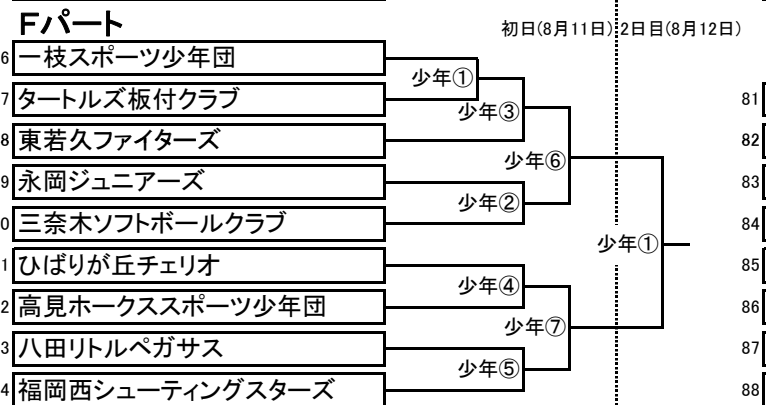 Fパート
初日(8月11日) 2日目(8月12日)
6 一枝スポーツ少年団
7 タートルズ板付クラブ
8 東若久ファイターズ
9 永岡ジュニアーズ
0 三奈木ソフトボールクラブ
1 ひばりが丘チェリオ
2 高見ホークススポーツ少年団
3 八田リトルペガサス
4 福岡西シューティングスターズ
少年①
少年③
少年⑥
少年②
少年①
少年④
少年⑦
少年⑤
81
82
83
84
85
86
87
88